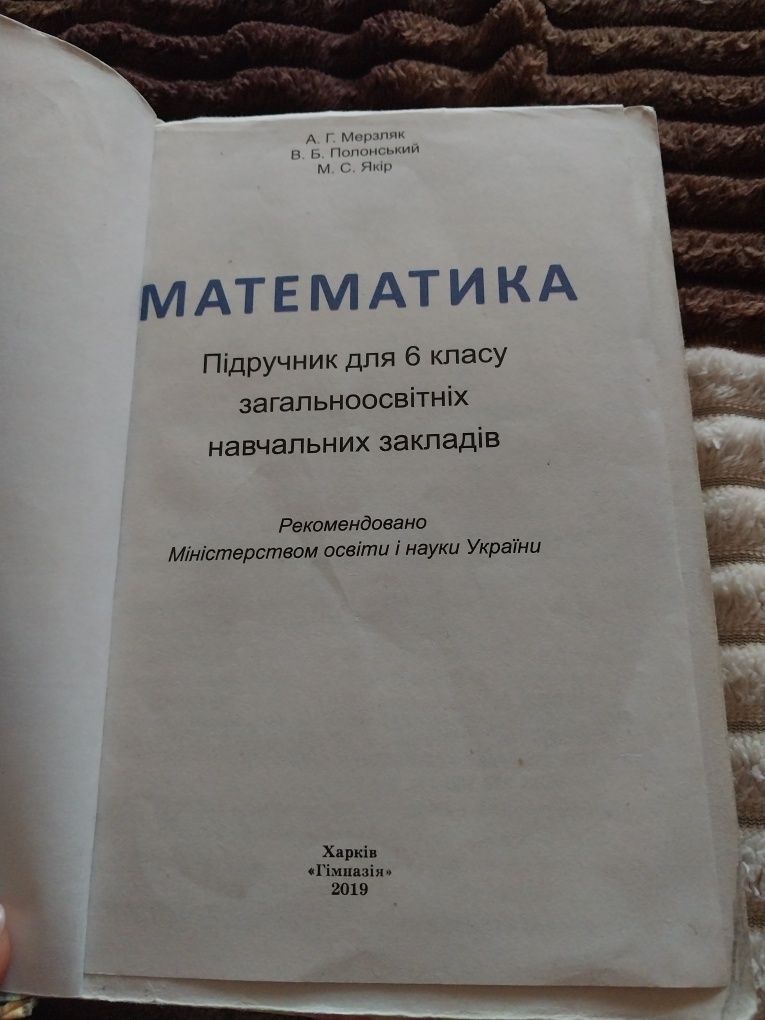 А. Г. Мерзляк
В. Б. Полонський
М. С. Якір
МАТЕМАТИКА
Підручник для 6 класу
загальноосвітніх
навчальних закладів
Рекомендовано
Міністерством освіти і науки України
Харків
«Гімназія»
2019